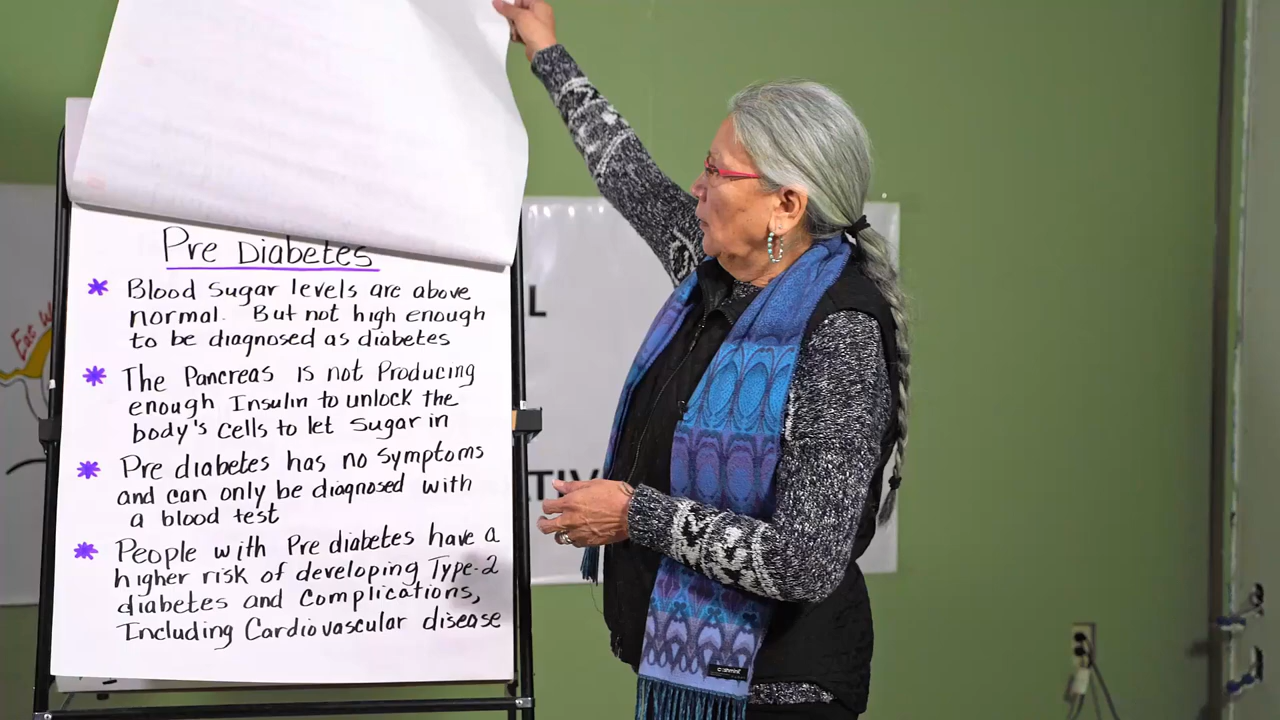 Pre Diabetes
* Blood Sugar levels are above
normal. But not high enough
to be diagnosed as diabetes
* The Pancreas is not Producing
enough Insulin to unlock the
body's Cells to let Sugar in
* Pre diabetes has no Symptoms
and can only be diagnosed with
a blood test
* People with Pre diabetes have a
higher risk of developing Type-2
diabetes and Complications,
Including Cardiovascular disease
East
L